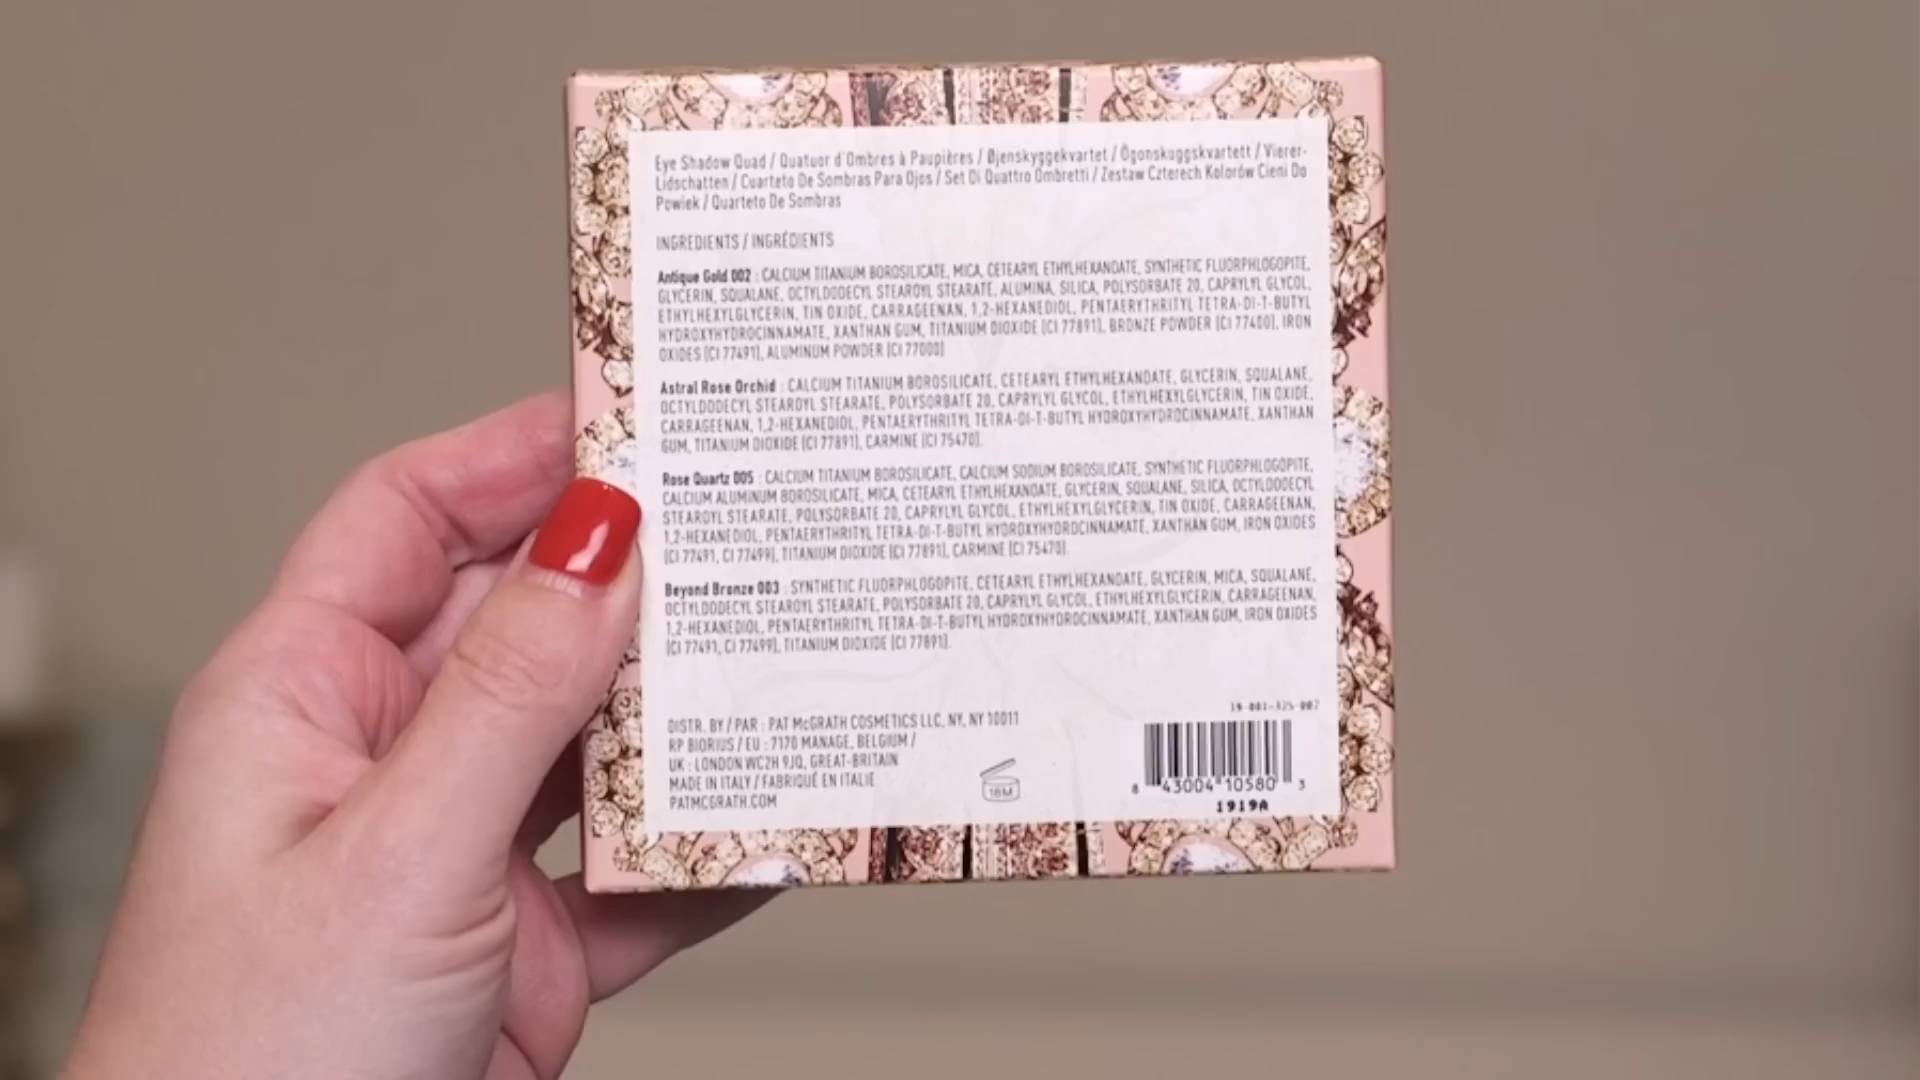 Eye Shadow Quad / Quatuor d'Ombres à Paupières / Øjenskyggekvartet / Ögonskuggskvartett / Vierer-
Lidschatten / Cuarteto De Sombras Para Ojos / Set Di Quattro Ombretti / Zestaw Czterech Kolorów Cieni Do
Powiek / Quarteto De Sombras
INGREDIENTS / INGRÉDIENTS
Antique Gold 002 : CALCIUM TITANIUM BOROSILICATE, MICA, CETEARYL ETHYLHEXANOATE, SYNTHETIC FLUORPHLOGOPITE,
GLYCERIN, SQUALANE, OCTYLDODECYL STEAROYL STEARATE, ALUMINA, SILICA, POLYSORBATE 20, CAPRYLYL GLYCOL,
ETHYLHEXYLGLYCERIN, TIN OXIDE, CARRAGEENAN, 1,2-HEXANEDIOL, PENTAERYTHRITYL TETRA-DI-T-BUTYL
HYDROXYHYDROCINNAMATE, XANTHAN GUM, TITANIUM DIOXIDE (CI 77891), BRONZE POWDER (CI 77400), IRON
OXIDES (CI 77491), ALUMINUM POWDER (CI 77000)
Astral Rose Orchid : CALCIUM TITANIUM BOROSILICATE, CETEARYL ETHYLHEXANOATE, GLYCERIN, SQUALANE,
OCTYLDODECYL STEAROYL STEARATE, POLYSORBATE 20, CAPRYLYL GLYCOL, ETHYLHEXYLGLYCERIN, TIN OXIDE,
CARRAGEENAN, 1,2-HEXANEDIOL, PENTAERYTHRITYL TETRA-DI-T-BUTYL HYDROXYHYDROCINNAMATE, XANTHAN
GUM, TITANIUM DIOXIDE (CI 77891), CARMINE (CI 75470).
Rose Quartz 005 : CALCIUM TITANIUM BOROSILICATE, CALCIUM SODIUM BOROSILICATE, SYNTHETIC FLUORPHLOGOPITE,
CALCIUM ALUMINUM BOROSILICATE, MICA, CETEARYL ETHYLHEXANOATE, GLYCERIN, SQUALANE, SILICA, OCTYLDODECYL
STEAROYL STEARATE, POLYSORBATE 20, CAPRYLYL GLYCOL, ETHYLHEXYLGLYCERIN, TIN OXIDE, CARRAGEENAN,
1,2-HEXANEDIOL, PENTAERYTHRITYL TETRA-DI-T-BUTYL HYDROXYHYDROCINNAMATE, XANTHAN GUM, IRON OXIDES
(CI 77491, CI 77499), TITANIUM DIOXIDE (CI 77891), CARMINE (CI 75470).
Beyond Bronze 003 : SYNTHETIC FLUORPHLOGOPITE, CETEARYL ETHYLHEXANOATE, GLYCERIN, MICA, SQUALANE,
OCTYLDODECYL STEAROYL STEARATE, POLYSORBATE 20, CAPRYLYL GLYCOL, ETHYLHEXYLGLYCERIN, CARRAGEENAN,
1,2-HEXANEDIOL, PENTAERYTHRITYL TETRA-DI-T-BUTYL HYDROXYHYDROCINNAMATE, XANTHAN GUM, IRON OXIDES
(CI 77491, CI 77499), TITANIUM DIOXIDE (CI 77891).
DISTR. BY / PAR : PAT McGRATH COSMETICS LLC, NY, NY 10011
RP BIORIUS / EU : 7170 MANAGE, BELGIUM /
UK : LONDON WC2H 9JQ, GREAT-BRITAIN
MADE IN ITALY / FABRIQUÉ EN ITALIE
PATMCGRATH.COM
18M
19-001-325-007
8 43004 10580 3
1919A